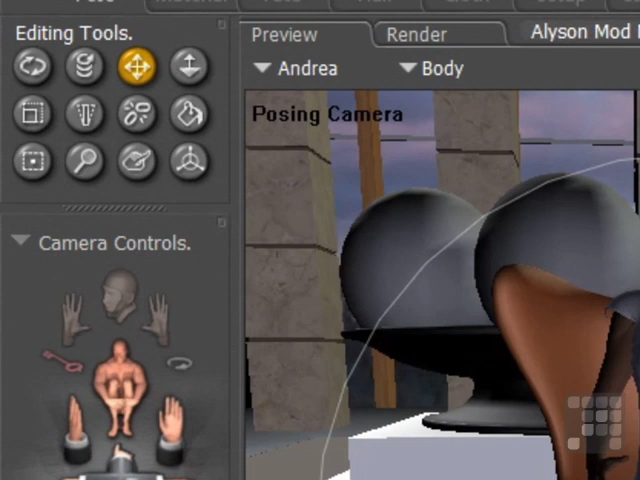 Editing Tools.
Preview
Render
Alyson Mod
Andrea
Body
Posing Camera
Camera Controls.